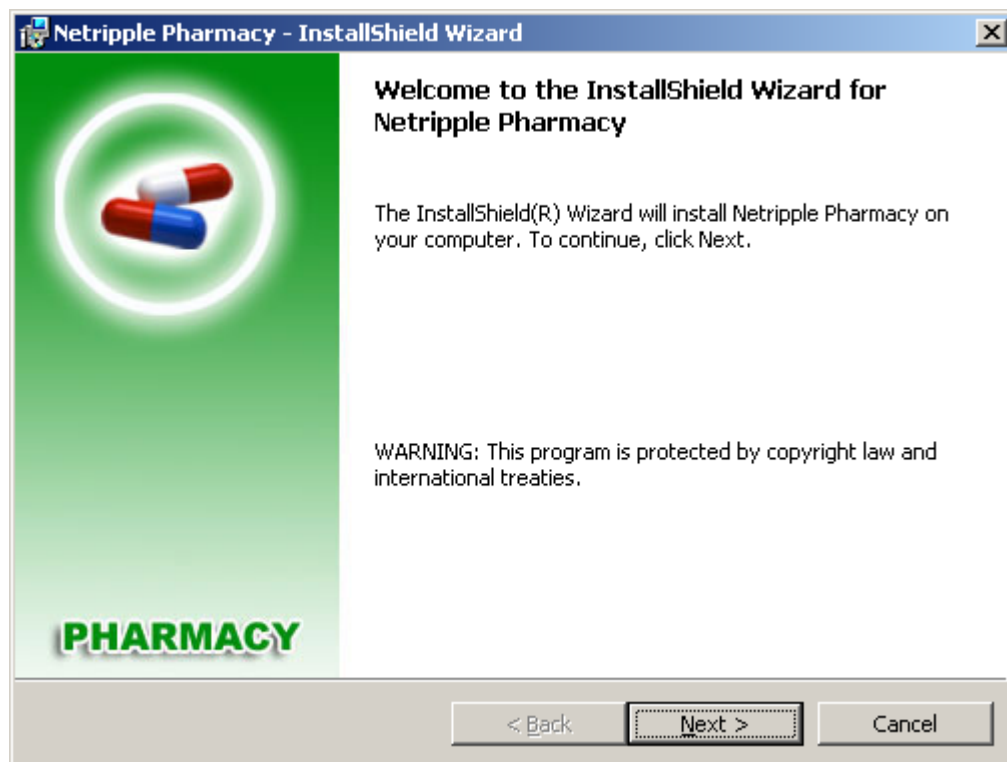 Netripple Pharmacy - InstallShield Wizard
Welcome to the InstallShield Wizard for
Netripple Pharmacy
The InstallShield(R) Wizard will install Netripple Pharmacy on
your computer. To continue, click Next.
WARNING: This program is protected by copyright law and
international treaties.
PHARMACY
< Back
Next >
Cancel